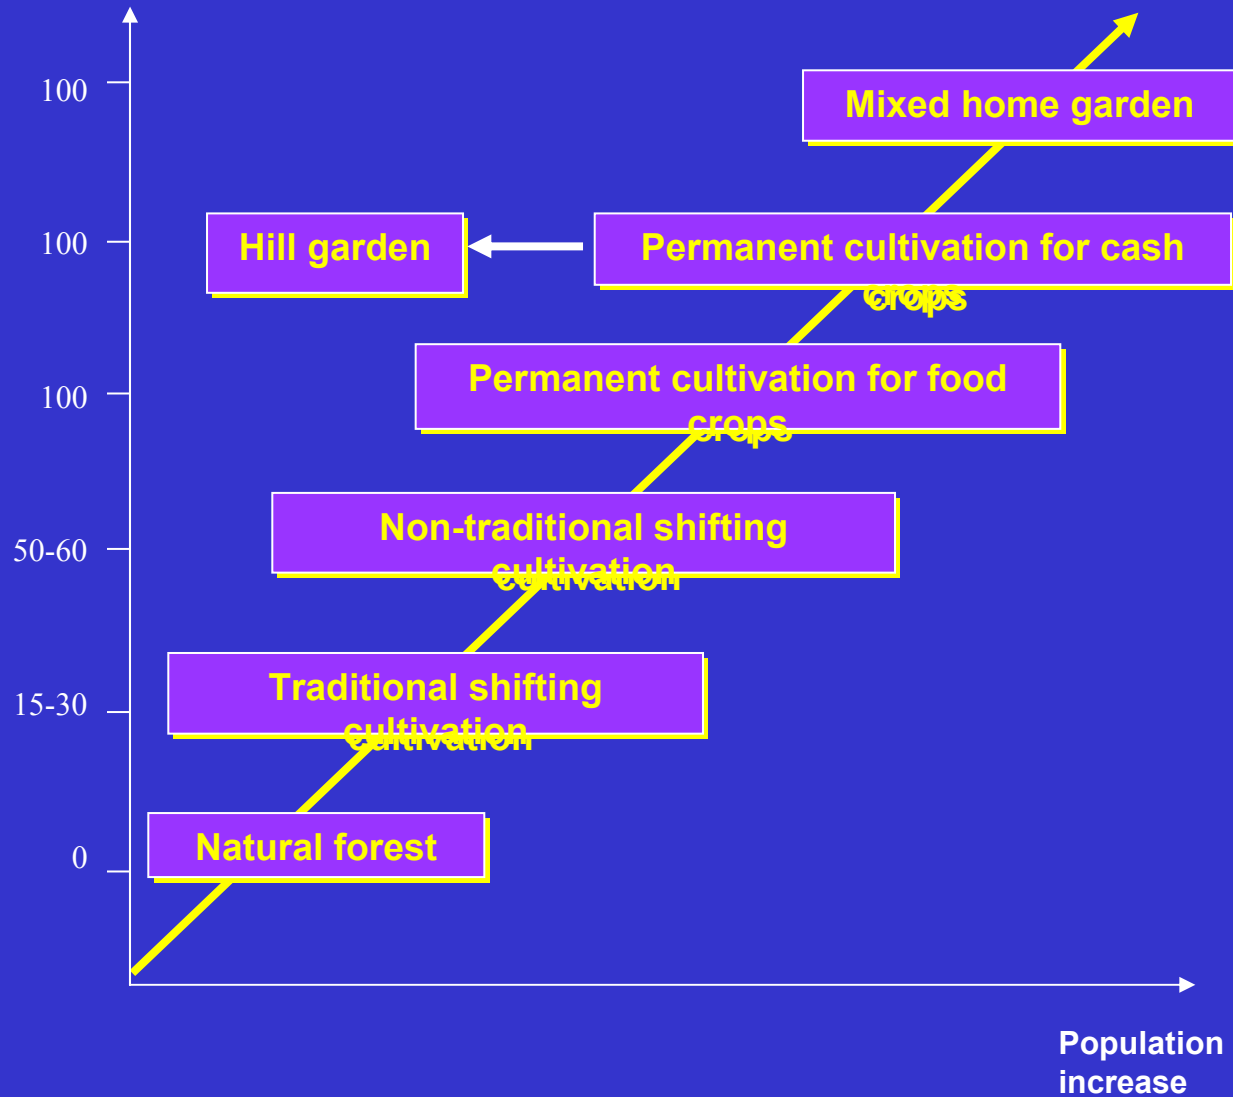 100
Mixed home garden
100
Hill garden
Permanent cultivation for cash
crops
100
Permanent cultivation for food
crops
50-60
Non-traditional shifting
cultivation
15-30
Traditional shifting
cultivation
0
Natural forest
Population
increase